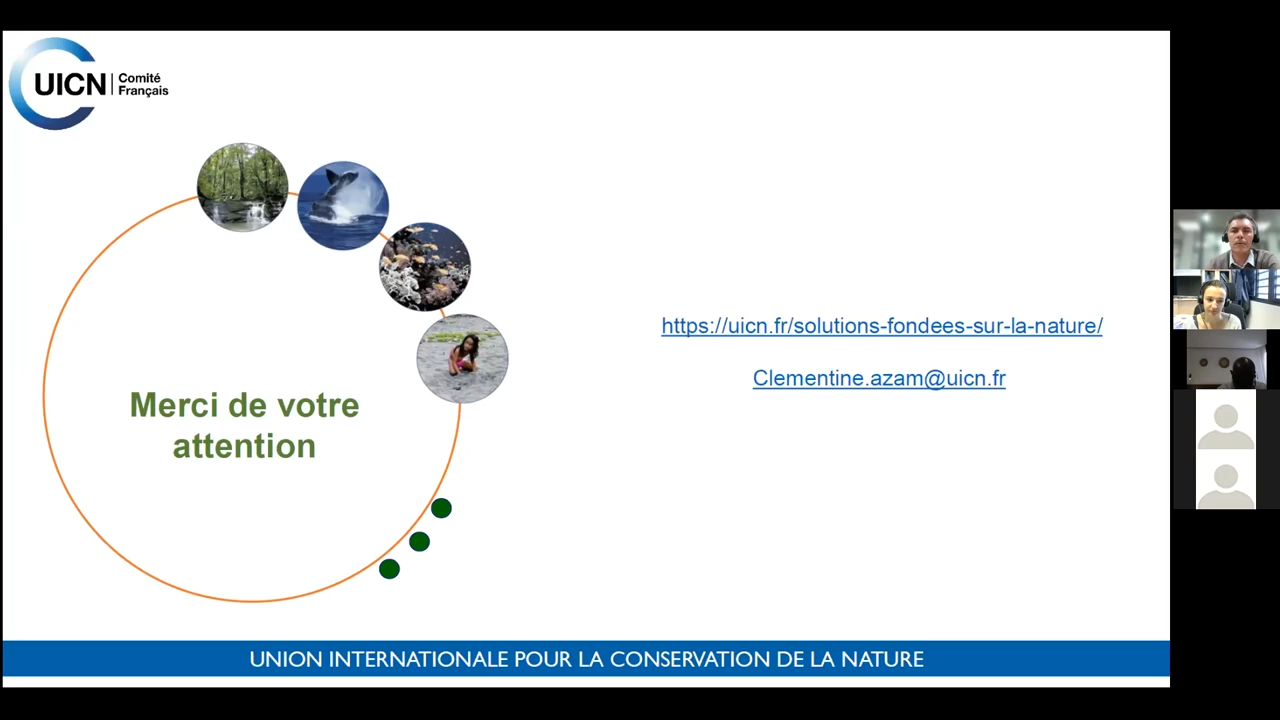 UICN
Comité
Français
https://uicn.fr/solutions-fondees-sur-la-nature/
Clementine.azam@uicn.fr
Merci de votre
attention
UNION INTERNATIONALE POUR LA CONSERVATION DE LA NATURE